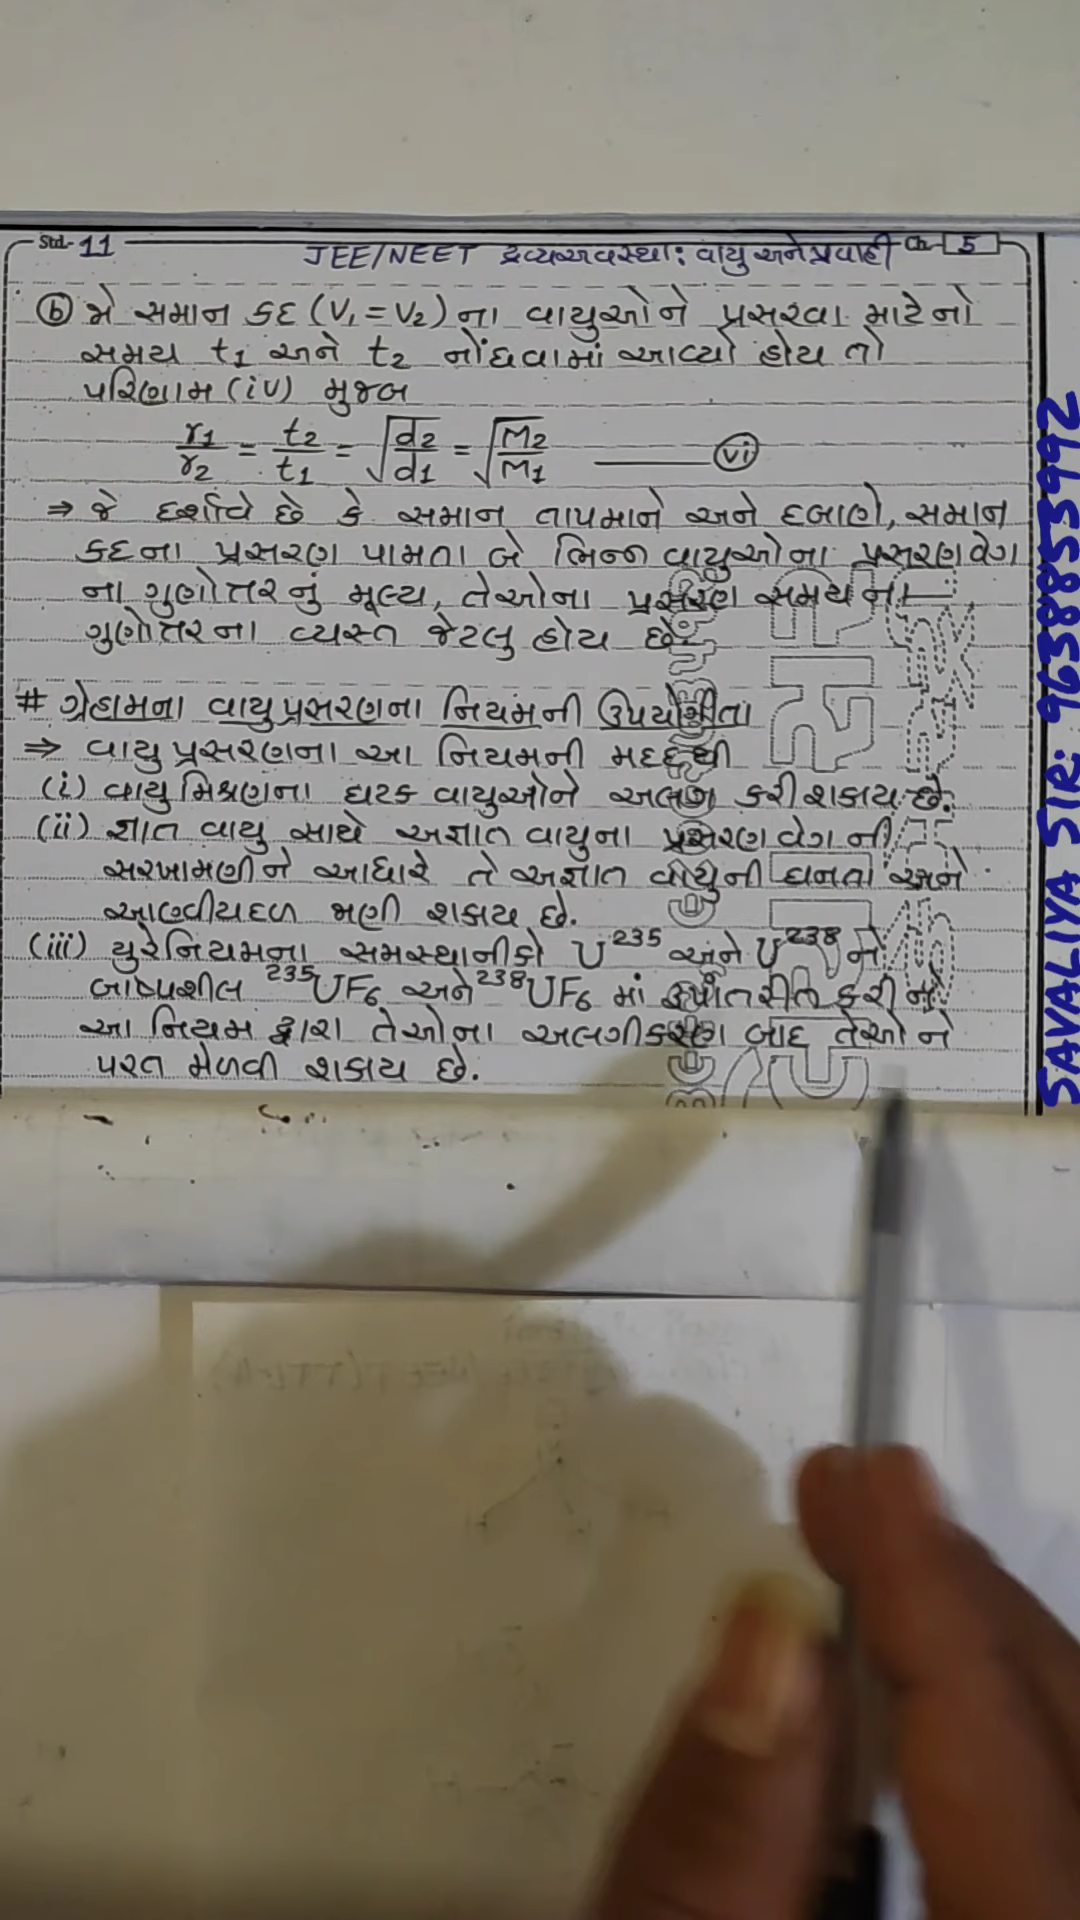 Std- 11
JEE/NEET દ્રવ્યઅવસ્થા: વાયુ અને પ્રવાહી
Ch- 5
(b) જો સમાન કદ (V₁ = V₂) ના વાયુઓને પ્રસરવા માટેનો
સમય t₁ અને t₂ નોંધવામાં આવ્યો હોય તો
પરિણામ (iv) મુજબ
r₁/r₂ = t₂/t₁ = √(d₂/d₁) = √(M₂/M₁) ——— (vi)
⇒ જે દર્શાવે છે કે સમાન તાપમાને અને દબાણે, સમાન
કદના પ્રસરણ પામતા બે ભિન્ન વાયુઓના પ્રસરણવેગ
ના ગુણોત્તરનું મૂલ્ય, તેઓના પ્રસરણ સમયના
ગુણોત્તરના વ્યસ્ત જેટલુ હોય છે.
# ગ્રેહામના વાયુપ્રસરણના નિયમની ઉપયોગીતા
⇒ વાયુ પ્રસરણના આ નિયમની મદદથી
(i) વાયુમિશ્રણના ઘટક વાયુઓને અલગ કરી શકાય છે.
(ii) જ્ઞાત વાયુ સાથે અજ્ઞાત વાયુના પ્રસરણ વેગ ની
સરખામણીને આધારે તે અજ્ઞાત વાયુની ઘનતા અને
આણ્વીયદળ જાણી શકાય છે.
(iii) યુરેનિયમના સમસ્થાનીકો U²³⁵ અને U²³⁸ ને
બાષ્પશીલ ²³⁵UF₆ અને ²³⁸UF₆ માં રૂપાંતરીત કરી ને
આ નિયમ દ્વારા તેઓના અલગીકરણ બાદ તેઓ ને
પરત મેળવી શકાય છે.
SAVALIYA SIR: 9638853992